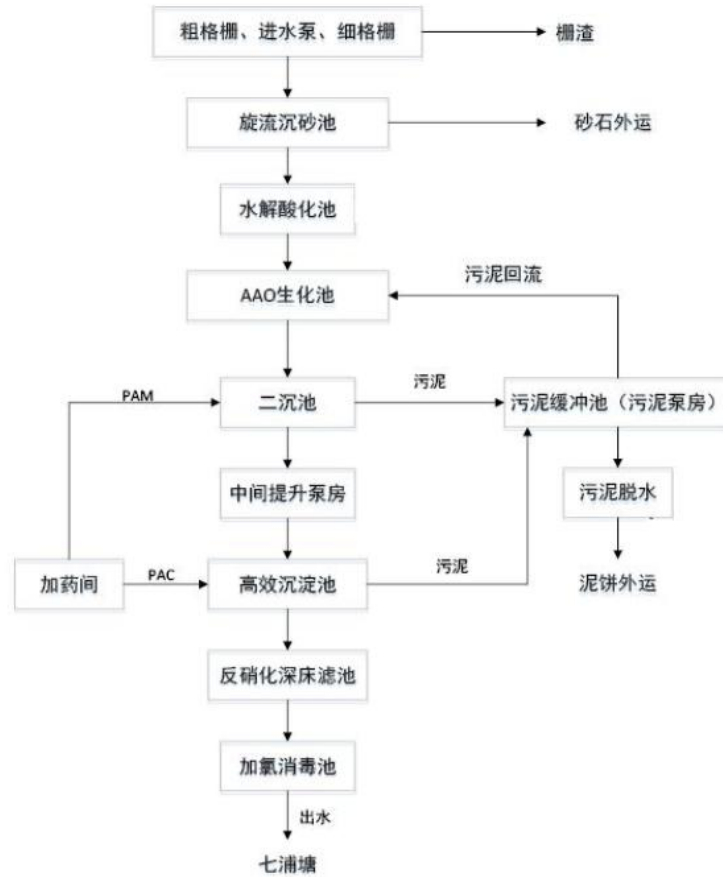 粗格栅、进水泵、细格栅
栅渣
旋流沉砂池
砂石外运
水解酸化池
污泥回流
AAO生化池
PAM
二沉池
污泥
污泥缓冲池（污泥泵房）
中间提升泵房
污泥脱水
加药间
PAC
高效沉淀池
污泥
泥饼外运
反硝化深床滤池
加氯消毒池
出水
七浦塘